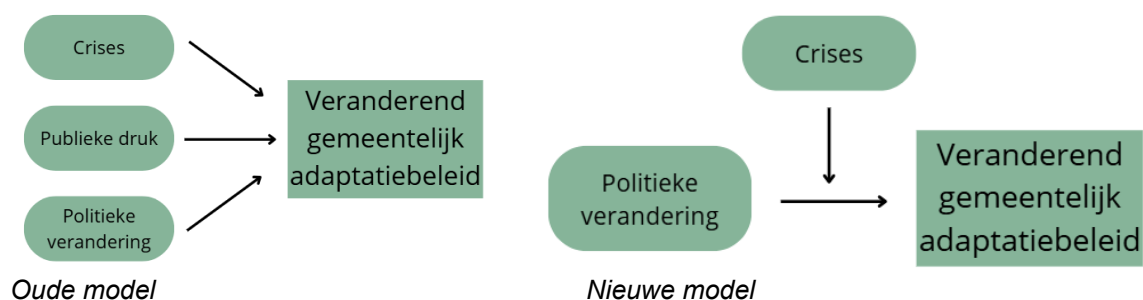 Crises
Publieke druk
Politieke
verandering
Veranderend
gemeentelijk
adaptatiebeleid
Oude model
Crises
Politieke
verandering
Veranderend
gemeentelijk
adaptatiebeleid
Nieuwe model